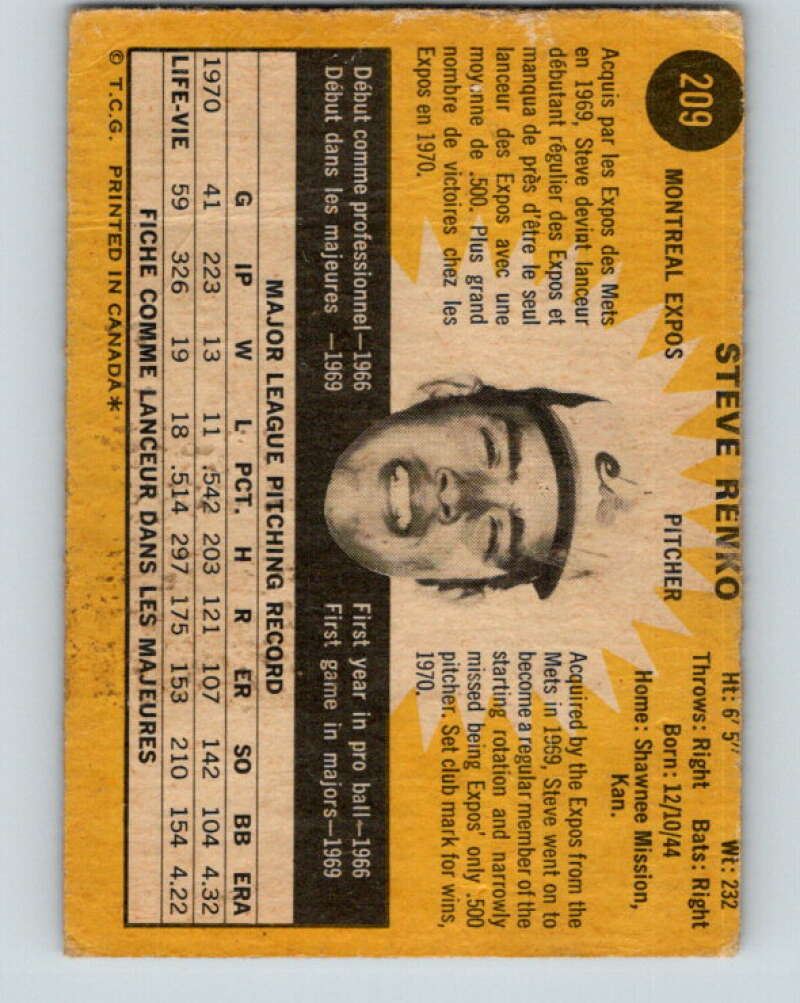 209
STEVE RENKO
Ht: 6' 5" Wt: 232
MONTREAL EXPOS PITCHER
Throws: Right Bats: Right
Born: 12/10/44
Home: Shawnee Mission,
Kan.
Acquis par les Expos des Mets
en 1969, Steve devint lanceur
débutant régulier des Expos et
manqua de près d'être le seul
lanceur des Expos avec une
moyenne de .500. Plus grand
nombre de victoires chez les
Expos en 1970.
e
Acquired by the Expos from the
Mets in 1969, Steve went on to
become a regular member of the
starting rotation and narrowly
missed being Expos' only .500
pitcher. Set club mark for wins,
1970.
Début comme professionnel—1966
Début dans les majeures —1969
First year in pro ball—1966
First game in majors—1969
MAJOR LEAGUE PITCHING RECORD
G IP W L PCT. H R ER SO BB ERA
1970 41 223 13 11 .542 203 121 107 142 104 4.32
LIFE-VIE 59 326 19 18 .514 297 175 153 210 154 4.22
FICHE COMME LANCEUR DANS LES MAJEURES
© T.C.G. PRINTED IN CANADA*